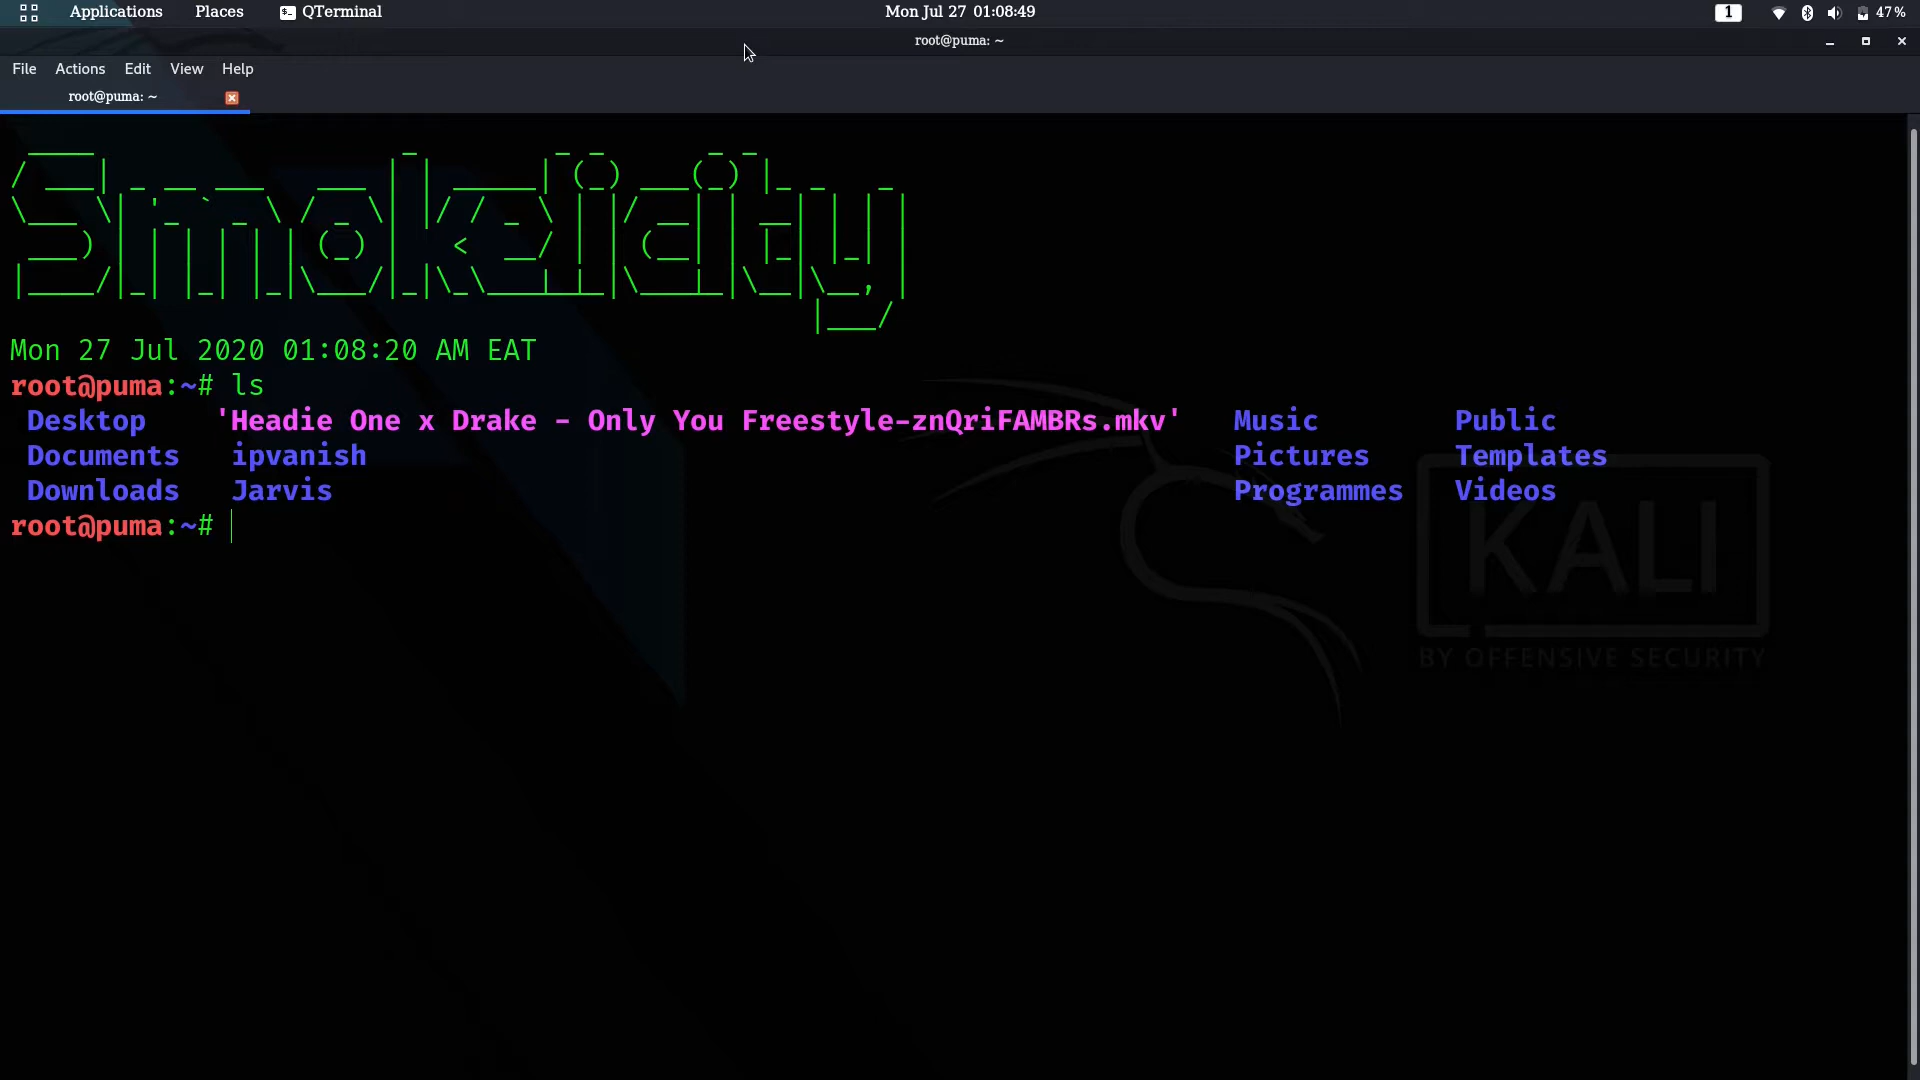 Applications Places QTerminal Mon Jul 27 01:08:49 1 47%
root@puma: ~
File Actions Edit View Help
root@puma: ~
Smokelicity
Mon 27 Jul 2020 01:08:20 AM EAT
root@puma:~# ls
Desktop 'Headie One x Drake - Only You Freestyle-znQriFAMBRs.mkv' Music Public
Documents ipvanish Pictures Templates
Downloads Jarvis Programmes Videos
root@puma:~#
KALI
BY OFFENSIVE SECURITY